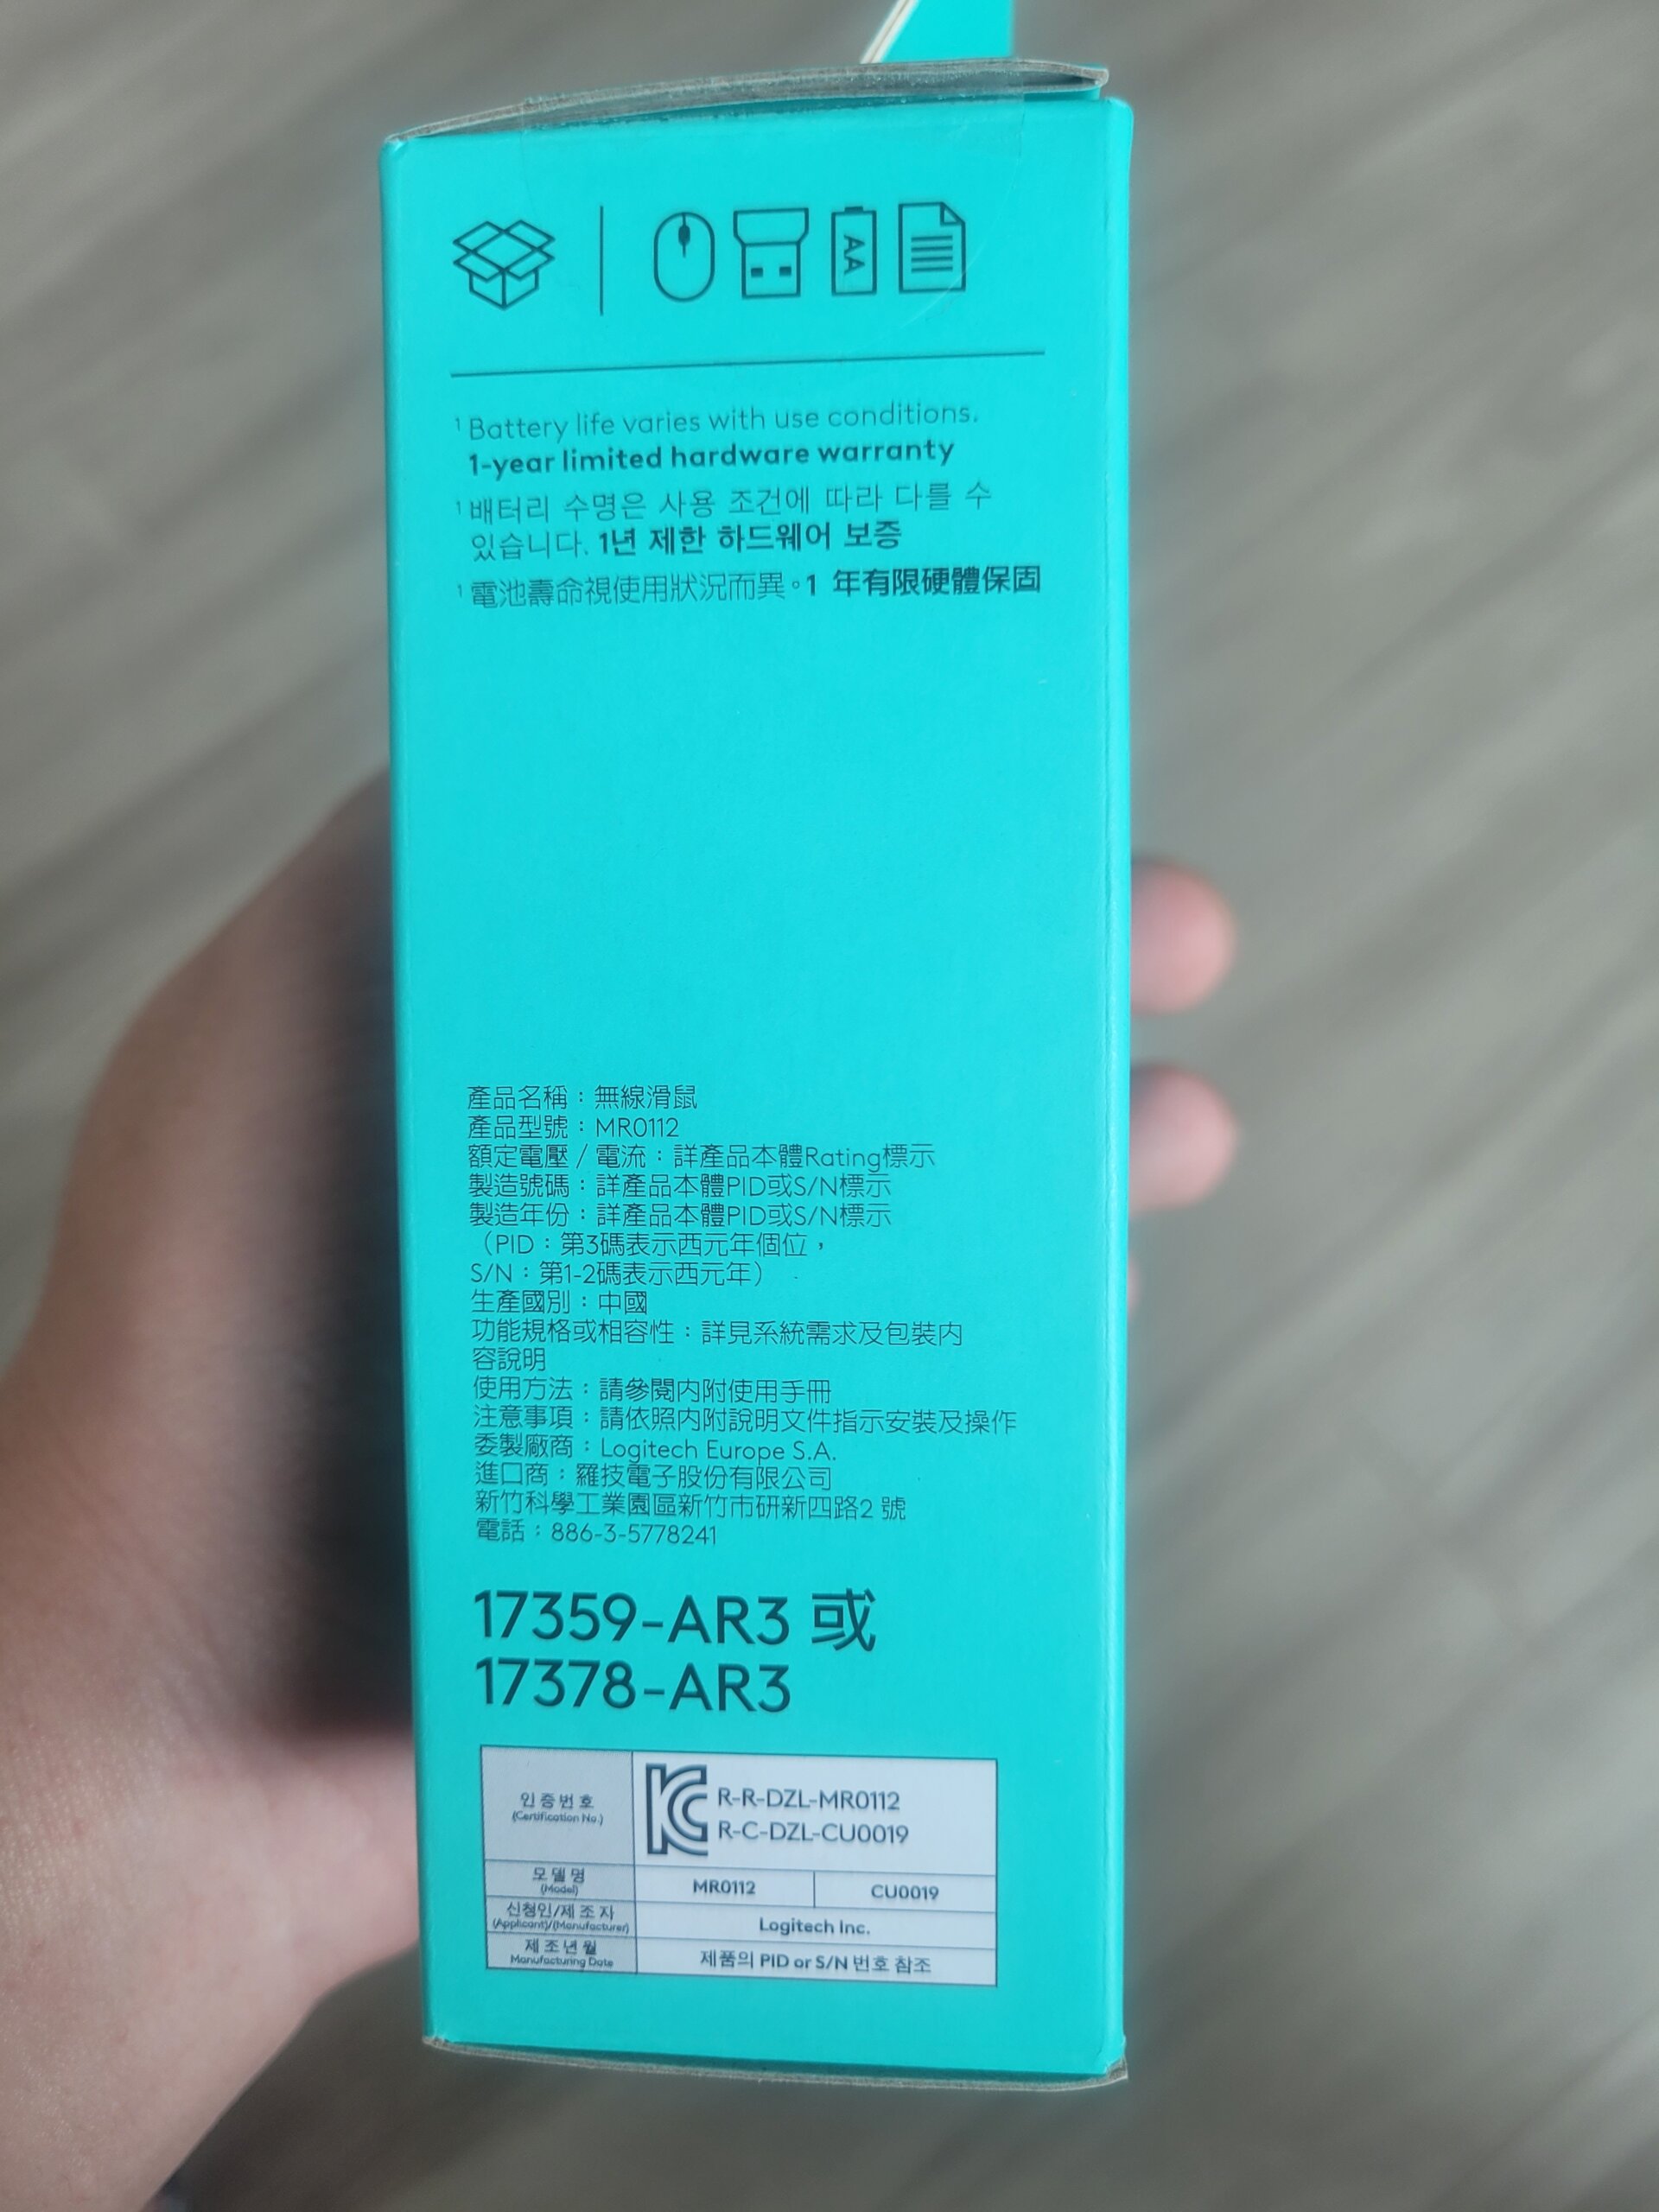 AA
¹ Battery life varies with use conditions.
1-year limited hardware warranty
¹ 배터리 수명은 사용 조건에 따라 다를 수
있습니다. 1년 제한 하드웨어 보증
¹ 電池壽命視使用狀況而異。1 年有限硬體保固
產品名稱：無線滑鼠
產品型號：MR0112
額定電壓 / 電流：詳產品本體Rating標示
製造號碼：詳產品本體PID或S/N標示
製造年份：詳產品本體PID或S/N標示
（PID：第3碼表示西元年個位，
S/N：第1-2碼表示西元年）
生產國別：中國
功能規格或相容性：詳見系統需求及包裝內
容說明
使用方法：請參閱內附使用手冊
注意事項：請依照內附說明文件指示安裝及操作
委製廠商：Logitech Europe S.A.
進口商：羅技電子股份有限公司
新竹科學工業園區新竹市研新四路2 號
電話：886-3-5778241
17359-AR3 或
17378-AR3
인증번호
(Certification No.)
R-R-DZL-MR0112
R-C-DZL-CU0019
모델명
(Model)
MR0112
CU0019
신청인/제조자
(Applicant)/(Manufacturer)
Logitech Inc.
제조년월
Manufacturing Date
제품의 PID or S/N 번호 참조